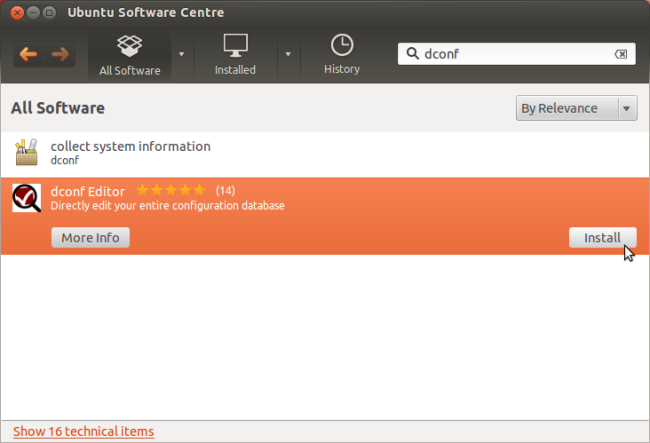 Ubuntu Software Centre
All Software
Installed
History
dconf
All Software
By Relevance
collect system information
dconf
dconf Editor (14)
Directly edit your entire configuration database
More Info
Install
Show 16 technical items